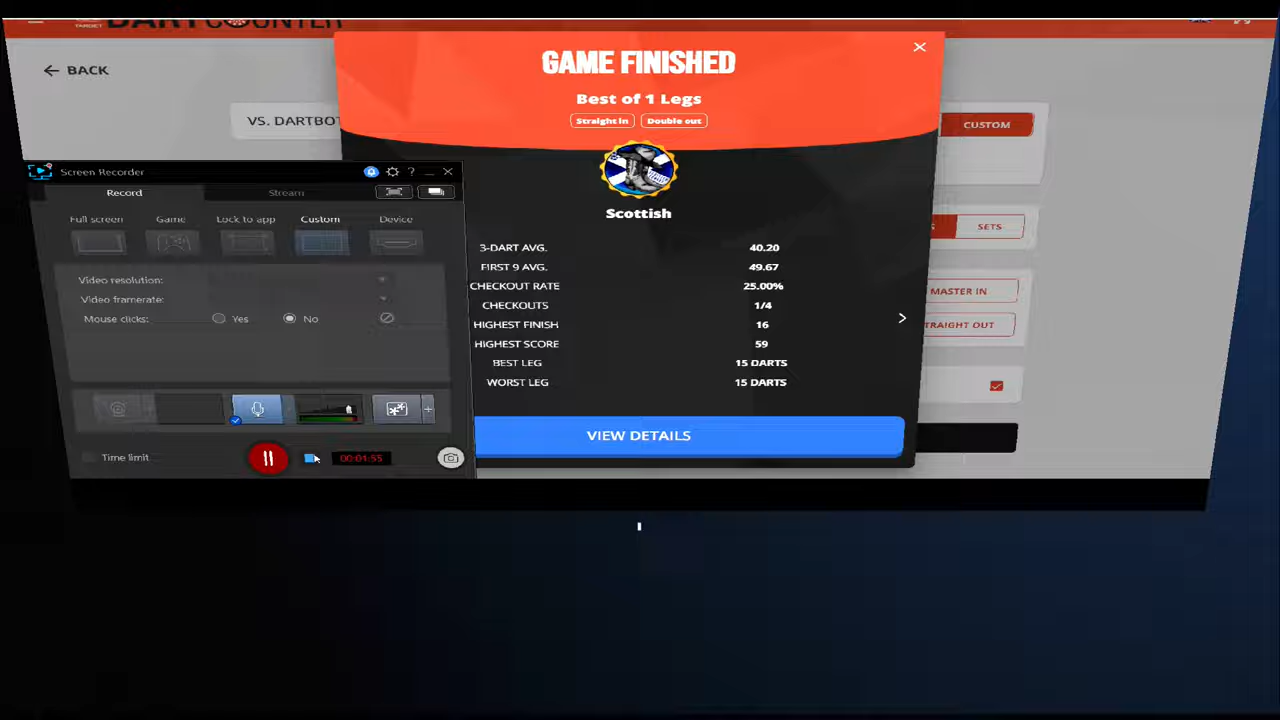 DARTCOUNTER
BACK
VS. DARTBOT
CUSTOM
SETS
MASTER IN
STRAIGHT OUT
GAME FINISHED
Best of 1 Legs
Straight in
Double out
Scottish
3-DART AVG. 40.20
FIRST 9 AVG. 49.67
CHECKOUT RATE 25.00%
CHECKOUTS 1/4
HIGHEST FINISH 16
HIGHEST SCORE 59
BEST LEG 15 DARTS
WORST LEG 15 DARTS
VIEW DETAILS
Screen Recorder
Record Stream
Full screen Game Lock to app Custom Device
Video resolution:
Video framerate:
Mouse clicks: Yes No
Time limit 00:01:55